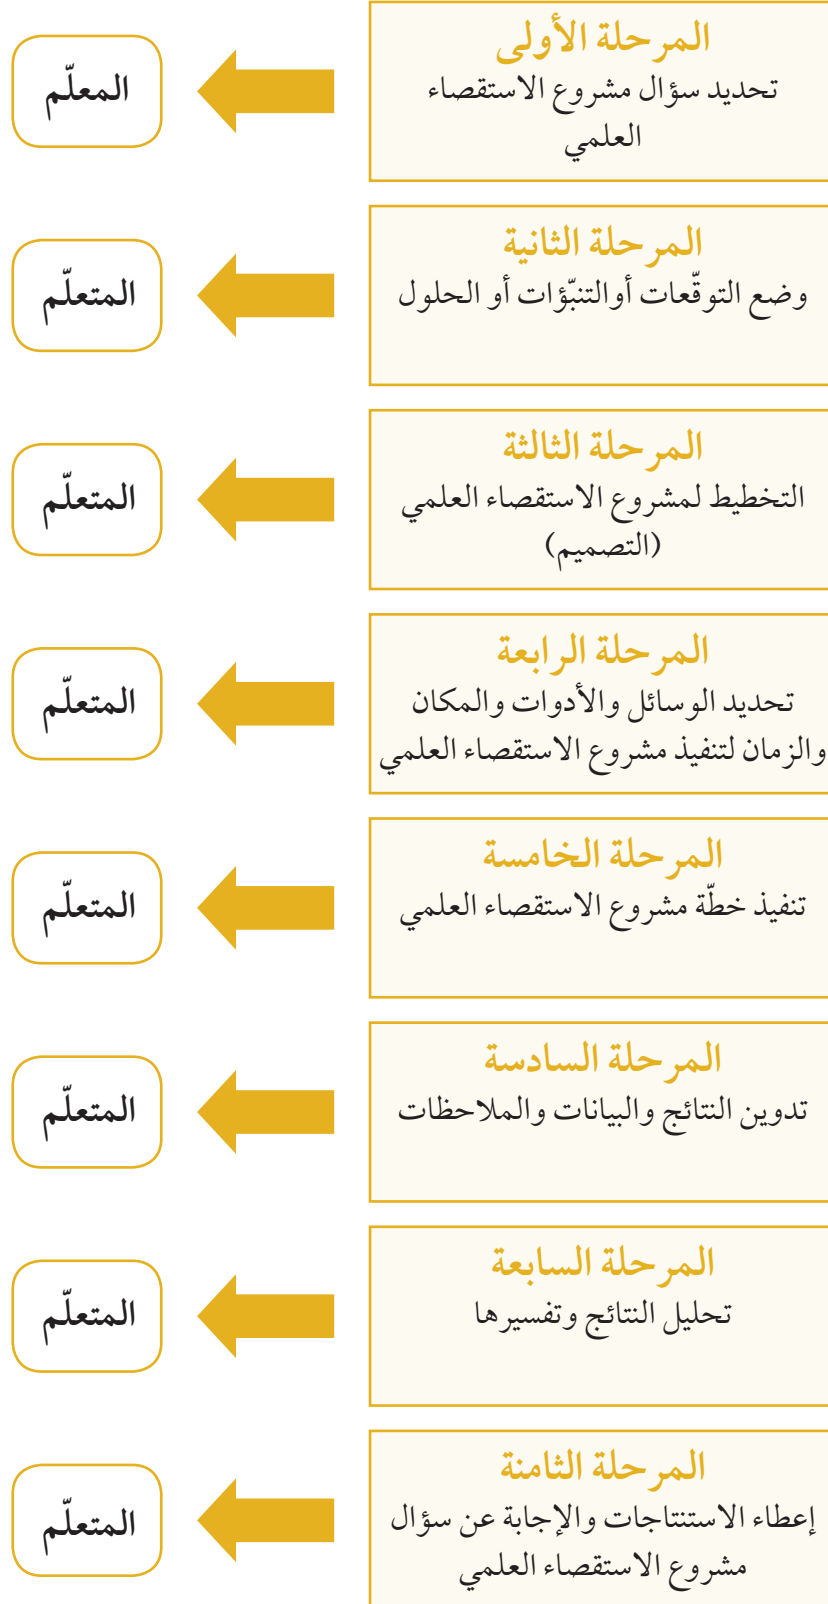 المرحلة الأولى
تحديد سؤال مشروع الاستقصاء
العلمي
المعلّم
المرحلة الثانية
وضع التوقّعات أوالتنبّؤات أو الحلول
المتعلّم
المرحلة الثالثة
التخطيط لمشروع الاستقصاء العلمي
(التصميم)
المتعلّم
المرحلة الرابعة
تحديد الوسائل والأدوات والمكان
والزمان لتنفيذ مشروع الاستقصاء العلمي
المتعلّم
المرحلة الخامسة
تنفيذ خطّة مشروع الاستقصاء العلمي
المتعلّم
المرحلة السادسة
تدوين النتائج والبيانات والملاحظات
المتعلّم
المرحلة السابعة
تحليل النتائج وتفسيرها
المتعلّم
المرحلة الثامنة
إعطاء الاستنتاجات والإجابة عن سؤال
مشروع الاستقصاء العلمي
المتعلّم